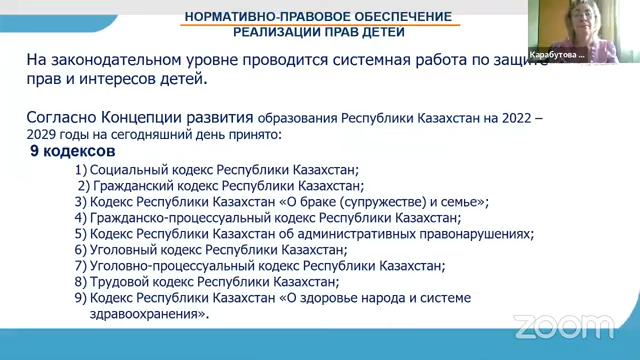 НОРМАТИВНО-ПРАВОВОЕ ОБЕСПЕЧЕНИЕ
РЕАЛИЗАЦИИ ПРАВ ДЕТЕЙ
Карабутова
На законодательном уровне проводится системная работа по защите
прав и интересов детей.
Согласно Концепции развития образования Республики Казахстан на 2022 –
2029 годы на сегодняшний день принято:
9 кодексов
1) Социальный кодекс Республики Казахстан;
2) Гражданский кодекс Республики Казахстан;
3) Кодекс Республики Казахстан «О браке (супружестве) и семье»;
4) Гражданско-процессуальный кодекс Республики Казахстан;
5) Кодекс Республики Казахстан об административных правонарушениях;
6) Уголовный кодекс Республики Казахстан;
7) Уголовно-процессуальный кодекс Республики Казахстан;
8) Трудовой кодекс Республики Казахстан;
9) Кодекс Республики Казахстан «О здоровье народа и системе
здравоохранения».
zoom